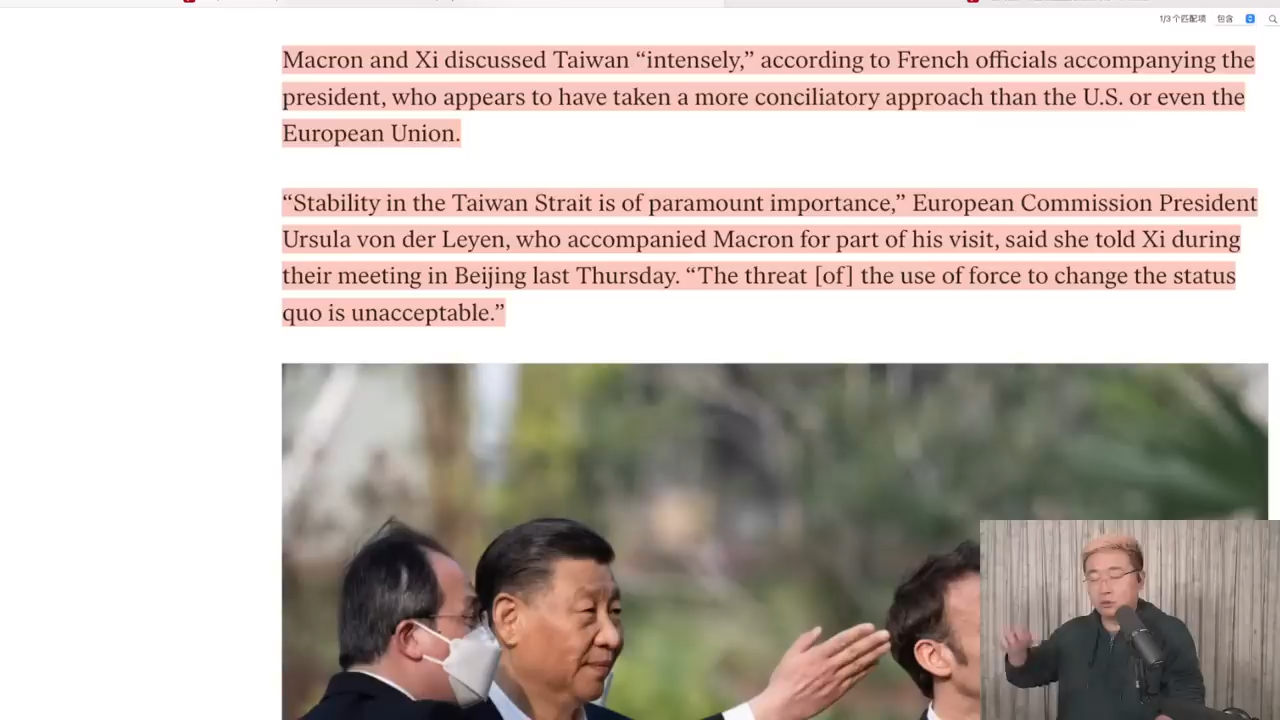 1/3个匹配项 包含
Macron and Xi discussed Taiwan “intensely,” according to French officials accompanying the
president, who appears to have taken a more conciliatory approach than the U.S. or even the
European Union.
“Stability in the Taiwan Strait is of paramount importance,” European Commission President
Ursula von der Leyen, who accompanied Macron for part of his visit, said she told Xi during
their meeting in Beijing last Thursday. “The threat [of] the use of force to change the status
quo is unacceptable.”